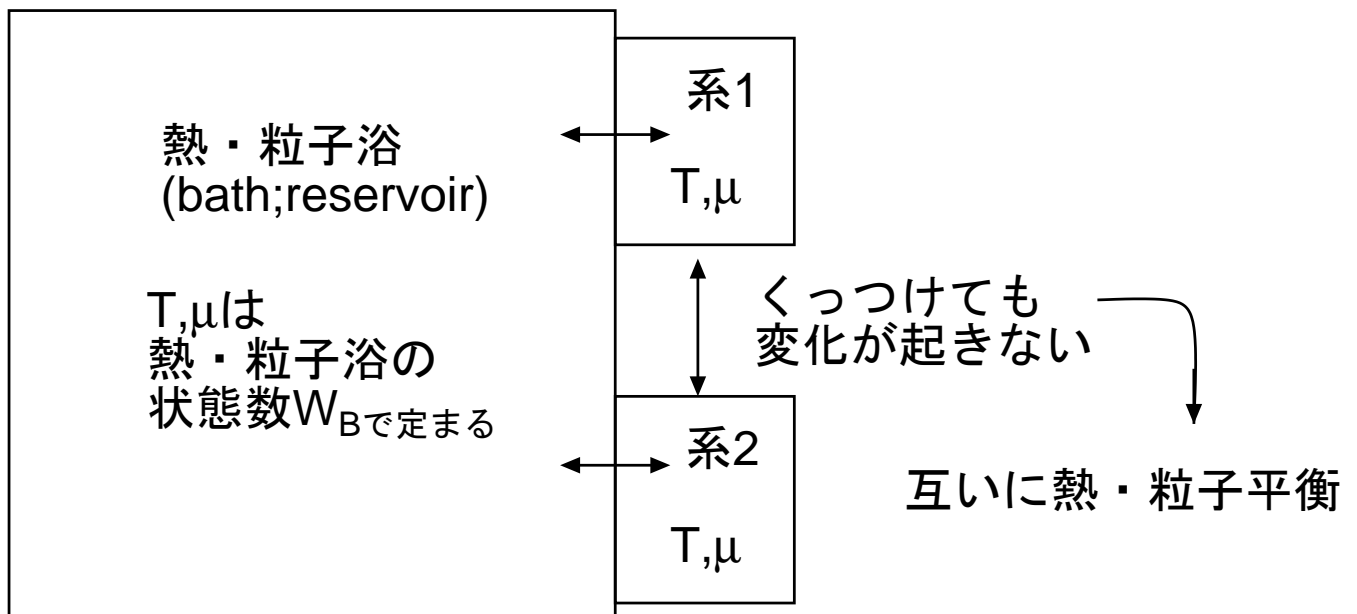 熱・粒子浴
(bath;reservoir)
T,μは
熱・粒子浴の
状態数WBで定まる
系1
T,μ
くっつけても
変化が起きない
系2
T,μ
互いに熱・粒子平衡